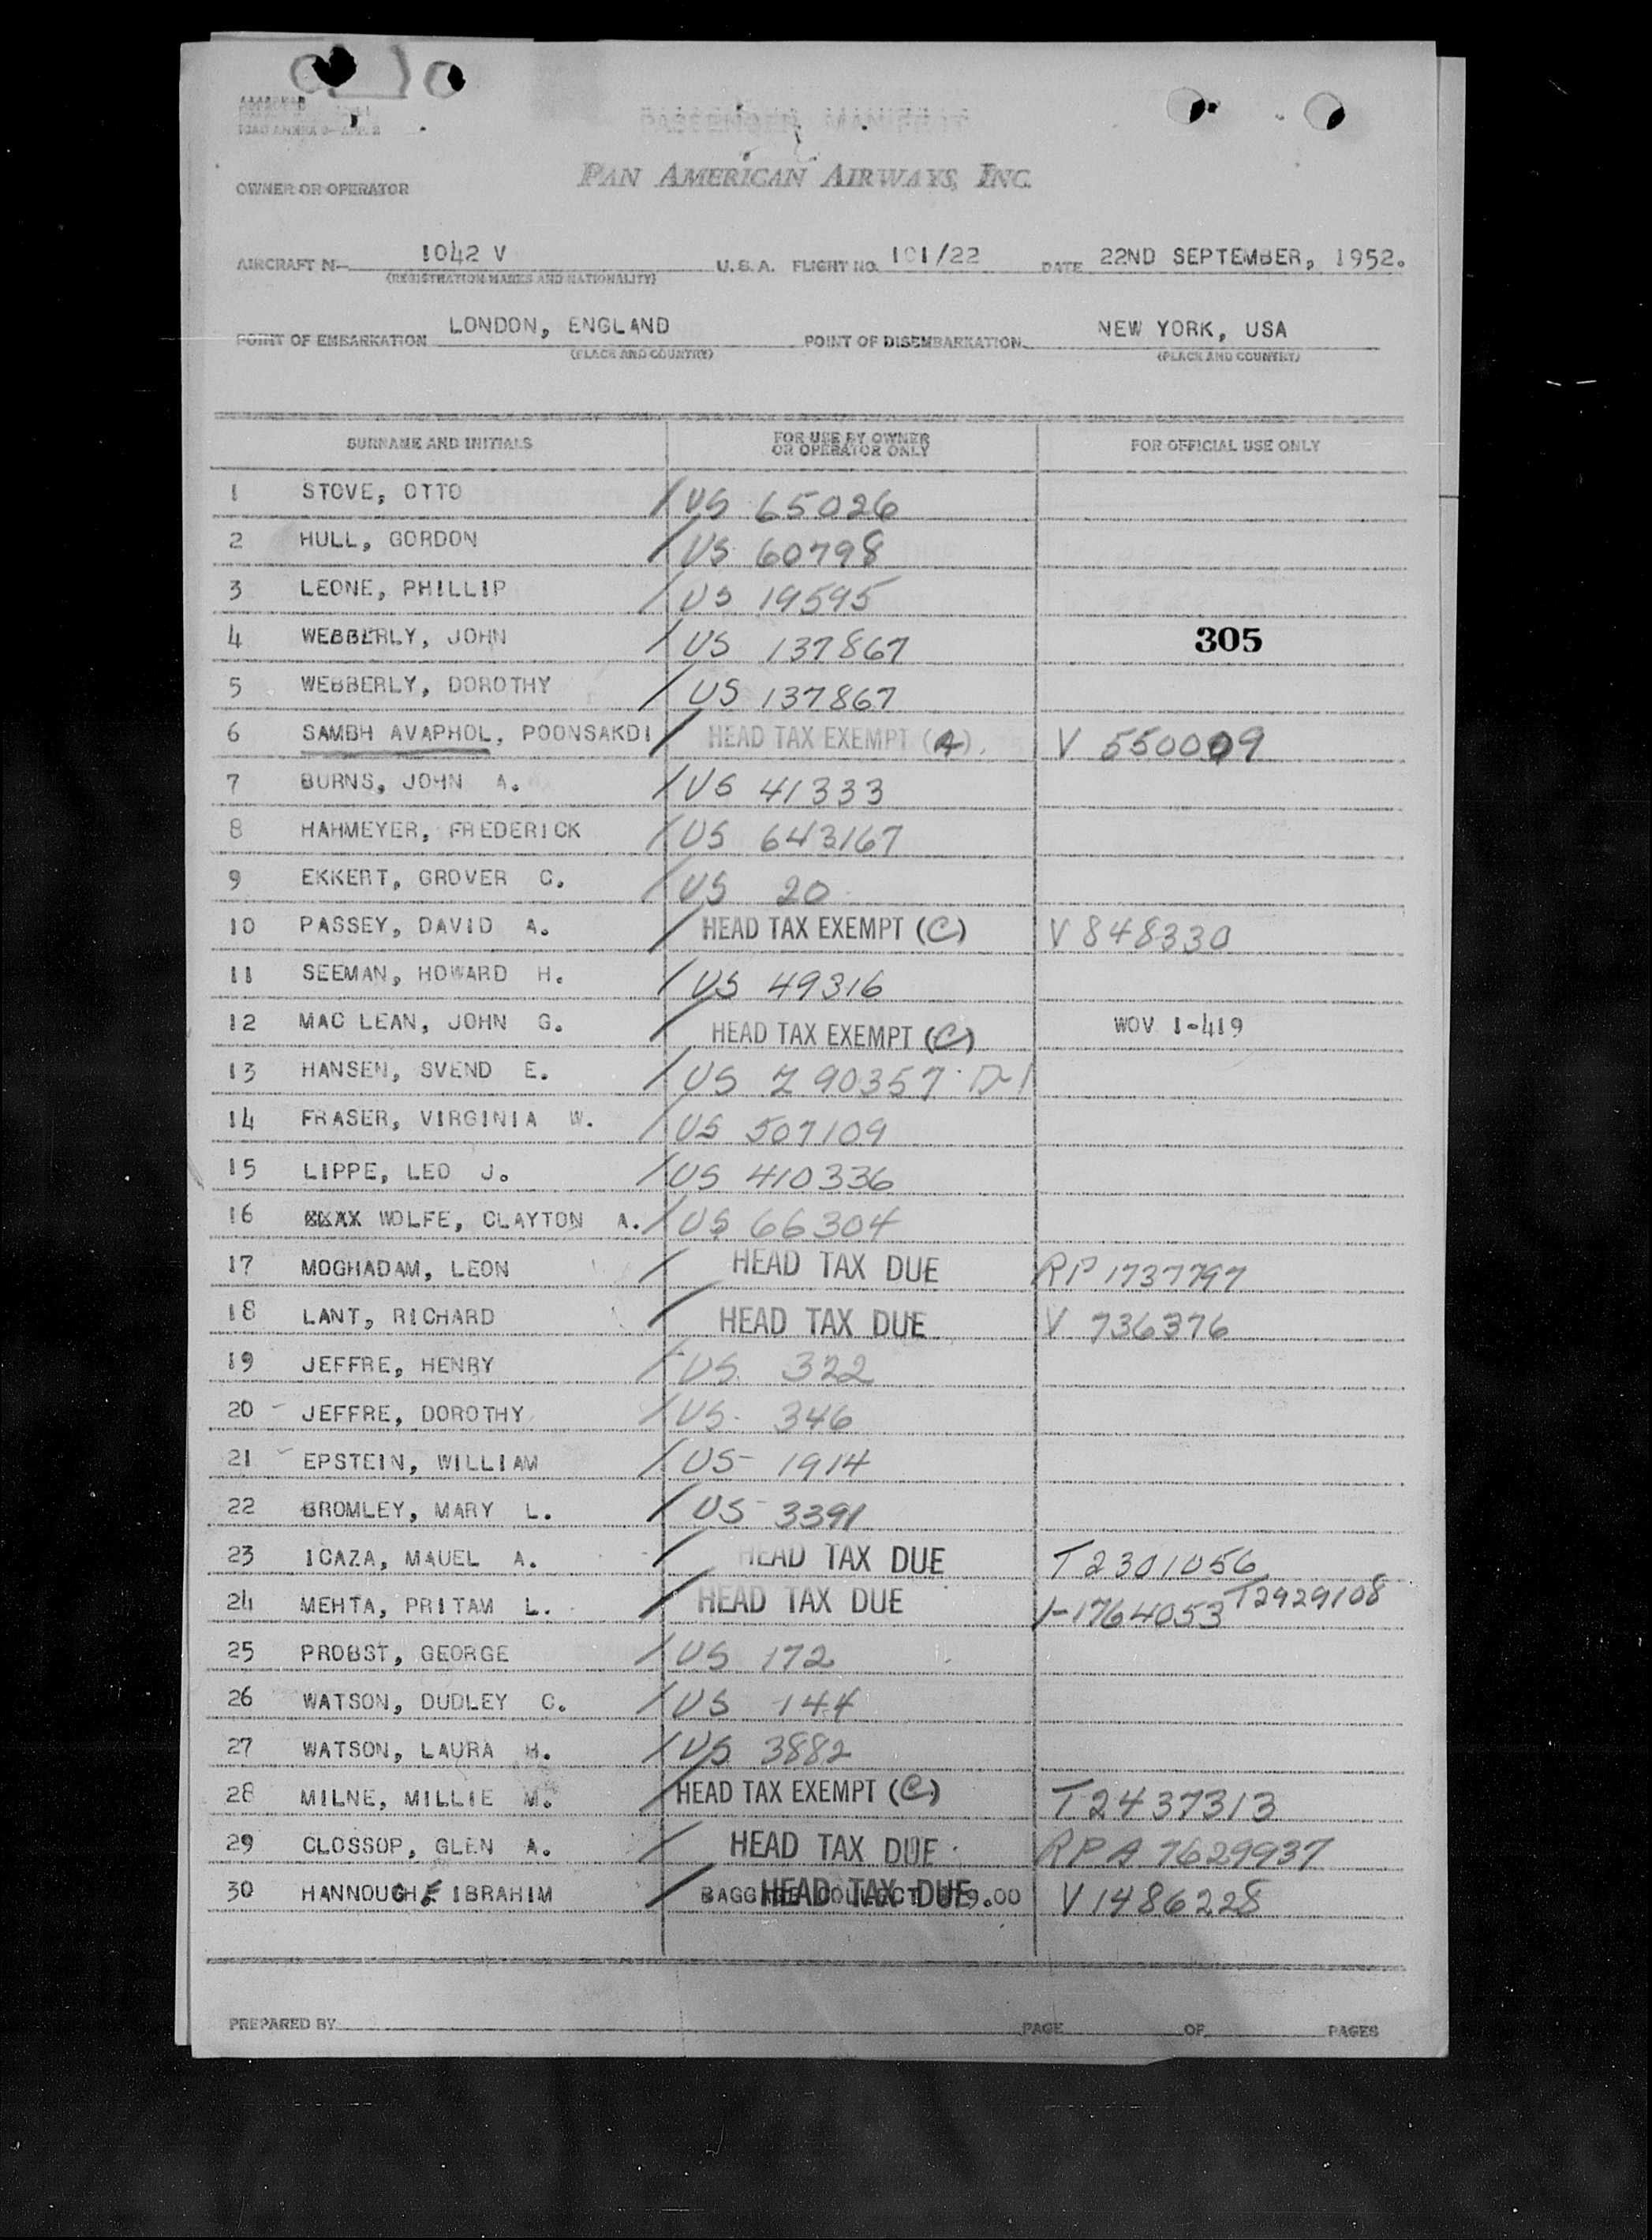 ICAO ANNEX 9-APP. 2
PASSENGER MANIFEST
OWNER OR OPERATOR PAN AMERICAN AIRWAYS, INC.
AIRCRAFT N- 1042 V U.S.A. FLIGHT NO. 101/22 DATE 22ND SEPTEMBER, 1952.
(REGISTRATION MARKS AND NATIONALITY)
POINT OF EMBARKATION LONDON, ENGLAND POINT OF DISEMBARKATION NEW YORK, USA
(PLACE AND COUNTRY) (PLACE AND COUNTRY)
SURNAME AND INITIALS FOR USE BY OWNER OR OPERATOR ONLY FOR OFFICIAL USE ONLY
1 STOVE, OTTO / US 65026
2 HULL, GORDON / US 60798
3 LEONE, PHILLIP / US 19595
4 WEBBERLY, JOHN / US 137867 305
5 WEBBERLY, DOROTHY / US 137867
6 SAMBH AVAPHOL, POONSAKDI / HEAD TAX EXEMPT (A). V 550009
7 BURNS, JOHN A. / US 41333
8 HAHMEYER, FREDERICK / US 643167
9 EKKERT, GROVER C. / US 20
10 PASSEY, DAVID A. / HEAD TAX EXEMPT (C) V 848330
11 SEEMAN, HOWARD H. / US 49316
12 MAC LEAN, JOHN G. / HEAD TAX EXEMPT (C) WOV 1-419
13 HANSEN, SVEND E. / US Z 90357 D-1
14 FRASER, VIRGINIA W. / US 507109
15 LIPPE, LEO J. / US 410336
16 WOLFE, CLAYTON A. / US 66304
17 MOGHADAM, LEON / HEAD TAX DUE RP 1737797
18 LANT, RICHARD / HEAD TAX DUE V 736376
19 JEFFRE, HENRY / US 322
20 JEFFRE, DOROTHY / US 346
21 EPSTEIN, WILLIAM / US 1914
22 BROMLEY, MARY L. / US 3391
23 ICAZA, MAUEL A. / HEAD TAX DUE T2301056
24 MEHTA, PRITAM L. / HEAD TAX DUE I-1764053 T2929108
25 PROBST, GEORGE / US 172
26 WATSON, DUDLEY C. / US 144
27 WATSON, LAURA H. / US 3882
28 MILNE, MILLIE M. / HEAD TAX EXEMPT (C) T2437313
29 CLOSSOP, GLEN A. / HEAD TAX DUE RPA 7629937
30 HANNOUGHE IBRAHIM / HEAD TAX DUE V1486228
PREPARED BY PAGE OF PAGES